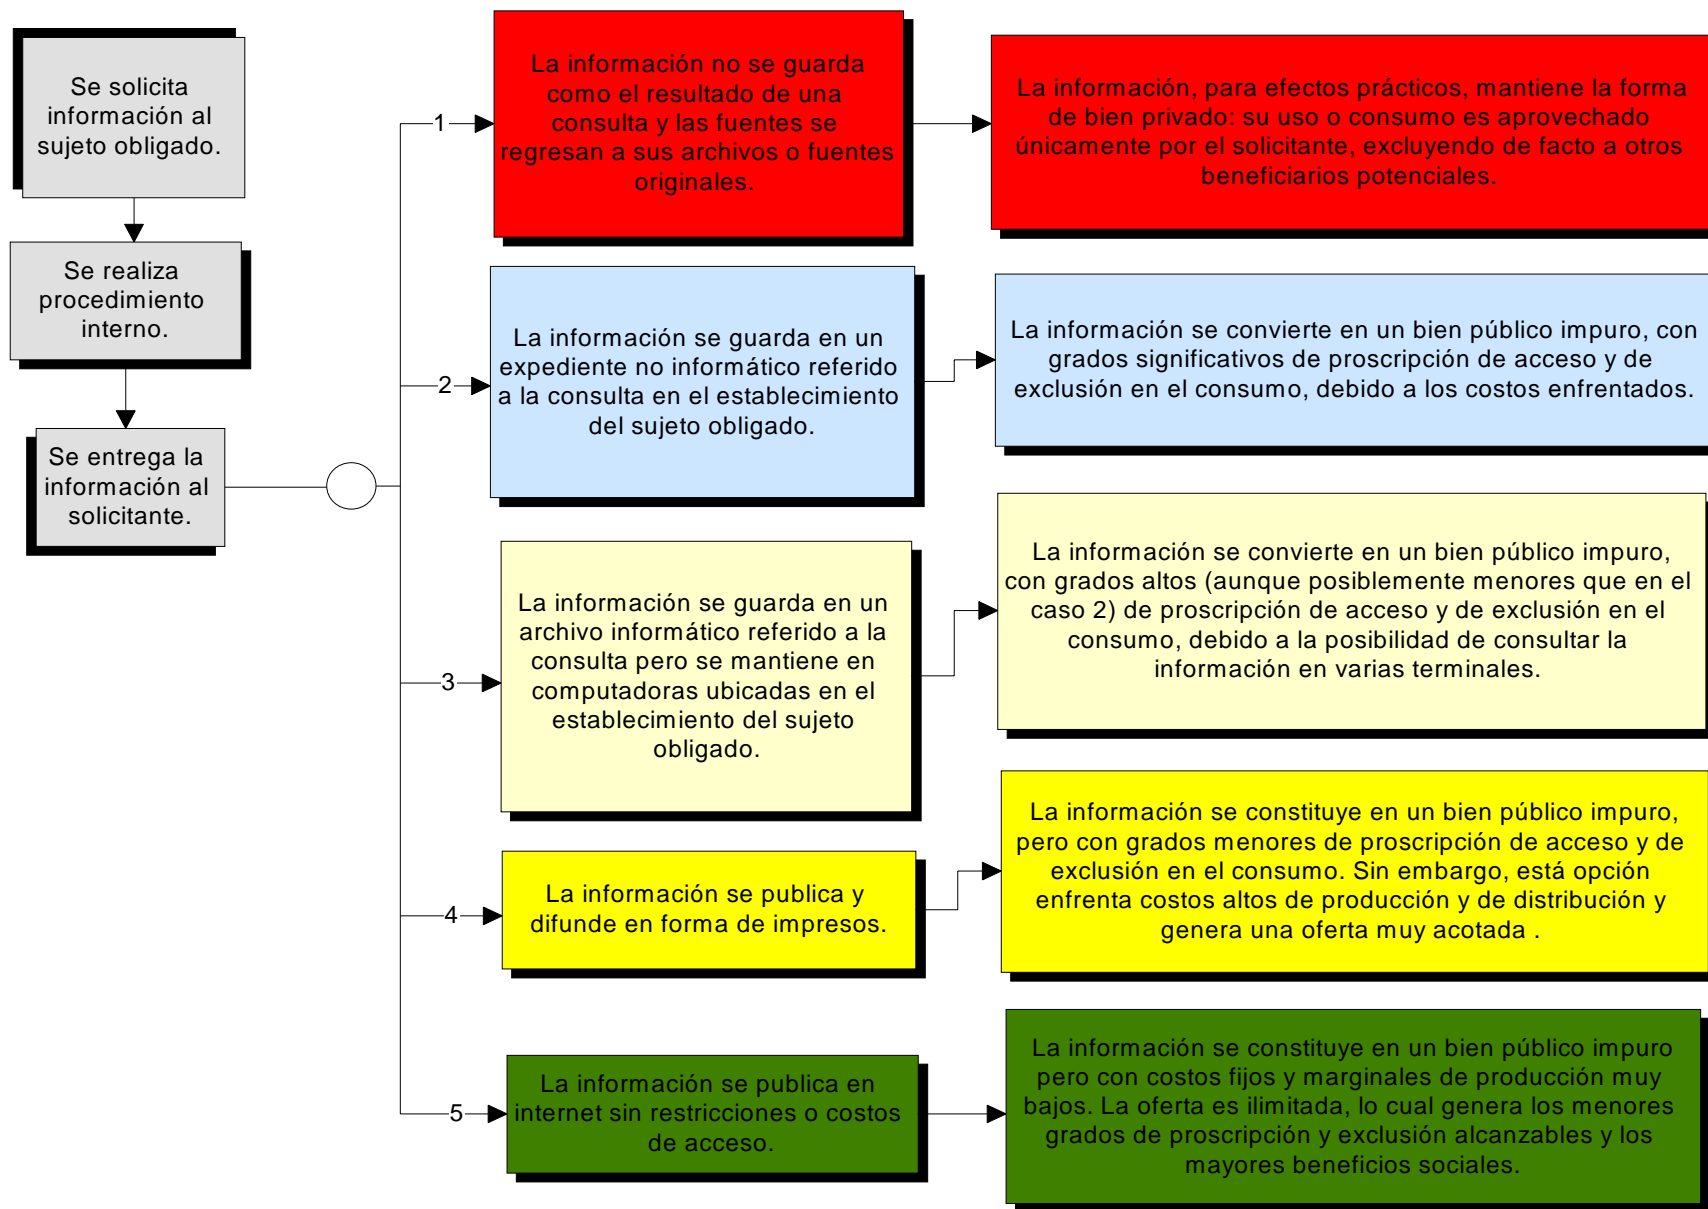 Se solicita
información al
sujeto obligado.
Se realiza
procedimiento
interno.
Se entrega la
información al
solicitante.
1
La información no se guarda
como el resultado de una
consulta y las fuentes se
regresan a sus archivos o fuentes
originales.
La información, para efectos prácticos, mantiene la forma
de bien privado: su uso o consumo es aprovechado
únicamente por el solicitante, excluyendo de facto a otros
beneficiarios potenciales.
2
La información se guarda en un
expediente no informático referido
a la consulta en el establecimiento
del sujeto obligado.
La información se convierte en un bien público impuro, con
grados significativos de proscripción de acceso y de
exclusión en el consumo, debido a los costos enfrentados.
3
La información se guarda en un
archivo informático referido a la
consulta pero se mantiene en
computadoras ubicadas en el
establecimiento del sujeto
obligado.
La información se convierte en un bien público impuro,
con grados altos (aunque posiblemente menores que en el
caso 2) de proscripción de acceso y de exclusión en el
consumo, debido a la posibilidad de consultar la
información en varias terminales.
4
La información se publica y
difunde en forma de impresos.
La información se constituye en un bien público impuro,
pero con grados menores de proscripción de acceso y de
exclusión en el consumo. Sin embargo, está opción
enfrenta costos altos de producción y de distribución y
genera una oferta muy acotada .
5
La información se publica en
internet sin restricciones o costos
de acceso.
La información se constituye en un bien público impuro
pero con costos fijos y marginales de producción muy
bajos. La oferta es ilimitada, lo cual genera los menores
grados de proscripción y exclusión alcanzables y los
mayores beneficios sociales.